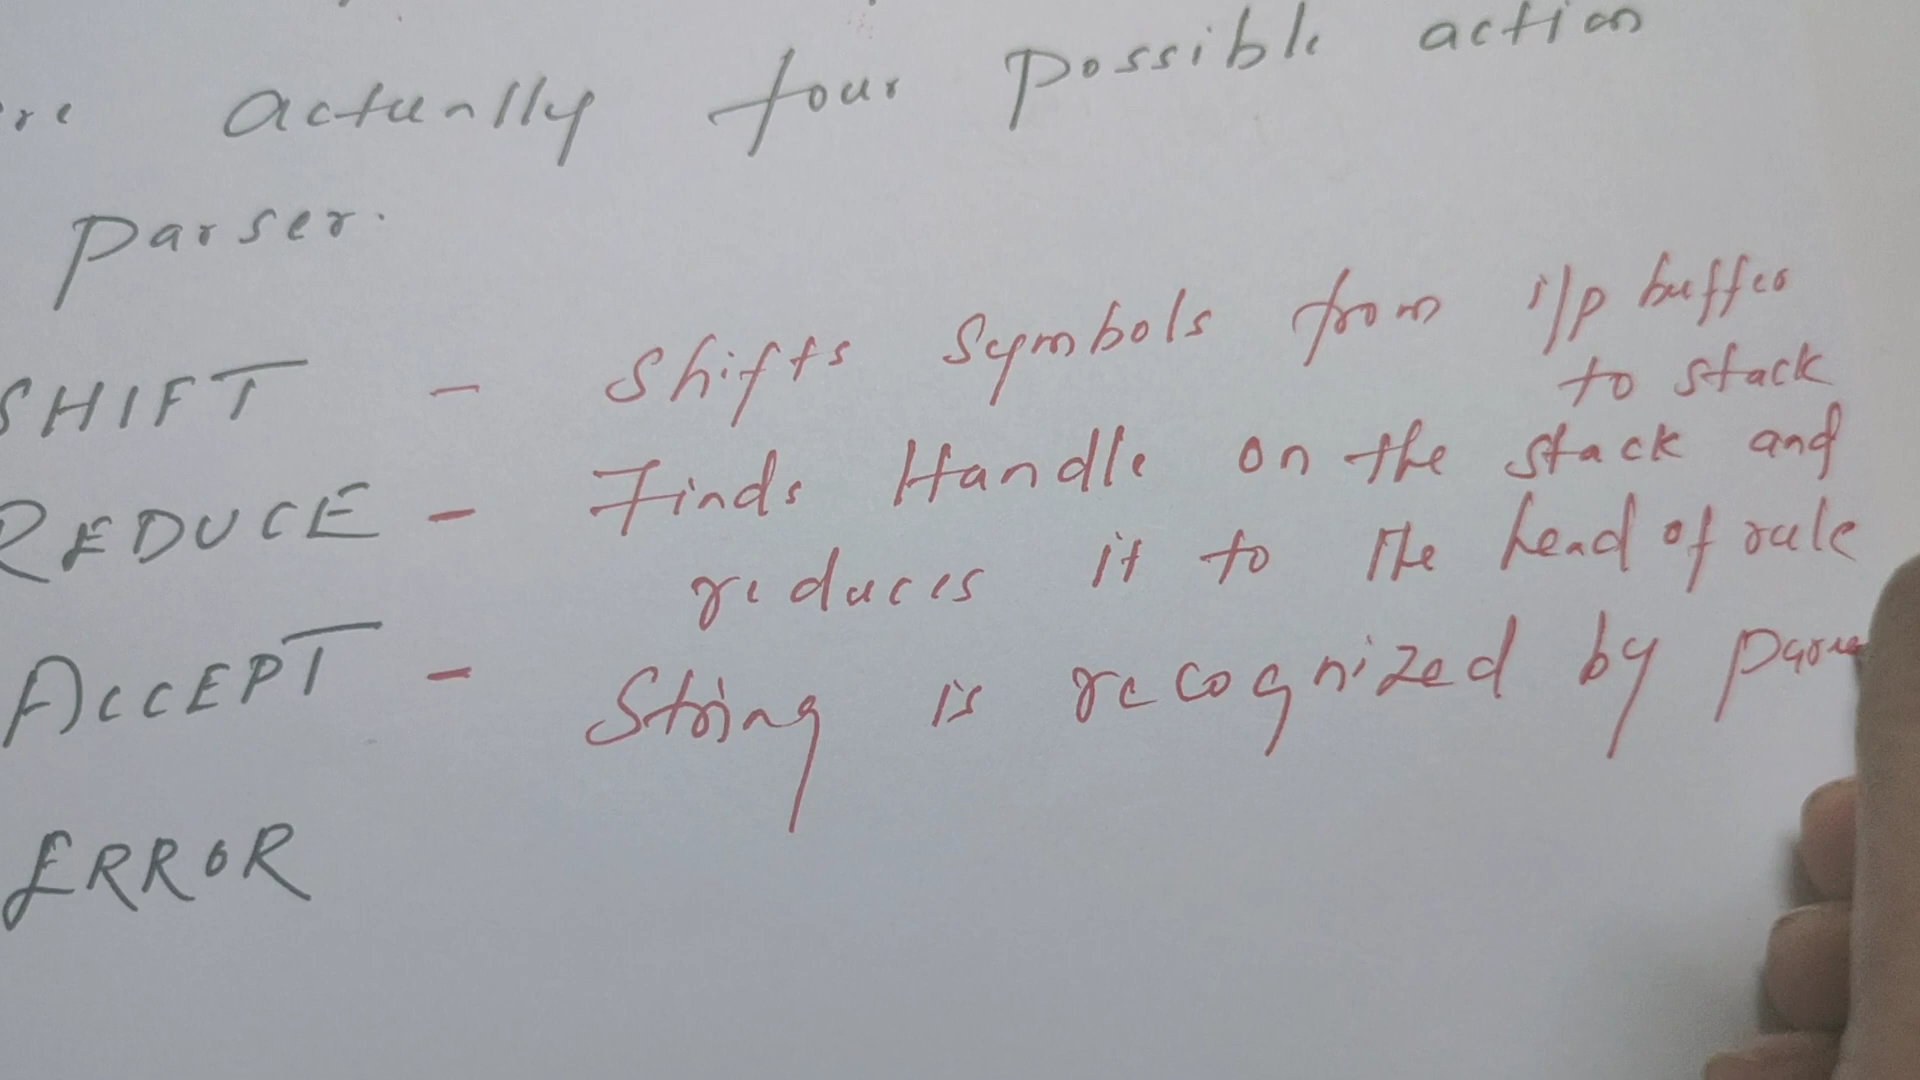 actually four possible action
parser.
SHIFT - Shifts symbols from i/p buffer
to stack
REDUCE - Finds Handle on the stack and
reduces it to the head of rule
ACCEPT - String is recognized by
ERROR